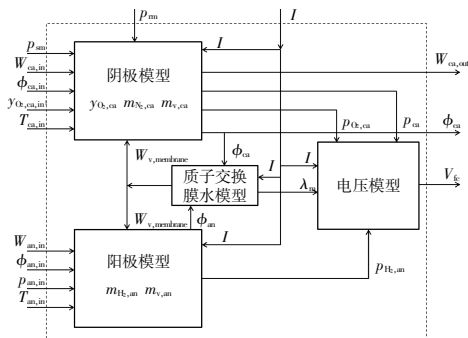 p_rm
I
p_sm
I
W_ca,in
W_ca,out
阴极模型
ϕ_ca,in
y_O₂,ca m_N₂,ca m_v,ca
y_O₂,ca,in
p_O₂,ca
p_ca
ϕ_ca
T_ca,in
W_v,membrane
ϕ_ca
I
I
质子交换
膜水模型
λ_m
电压模型
V_fc
W_v,membrane
ϕ_an
W_an,in
I
ϕ_an,in
阳极模型
p_an,in
m_H₂,an m_v,an
p_H₂,an
T_an,in